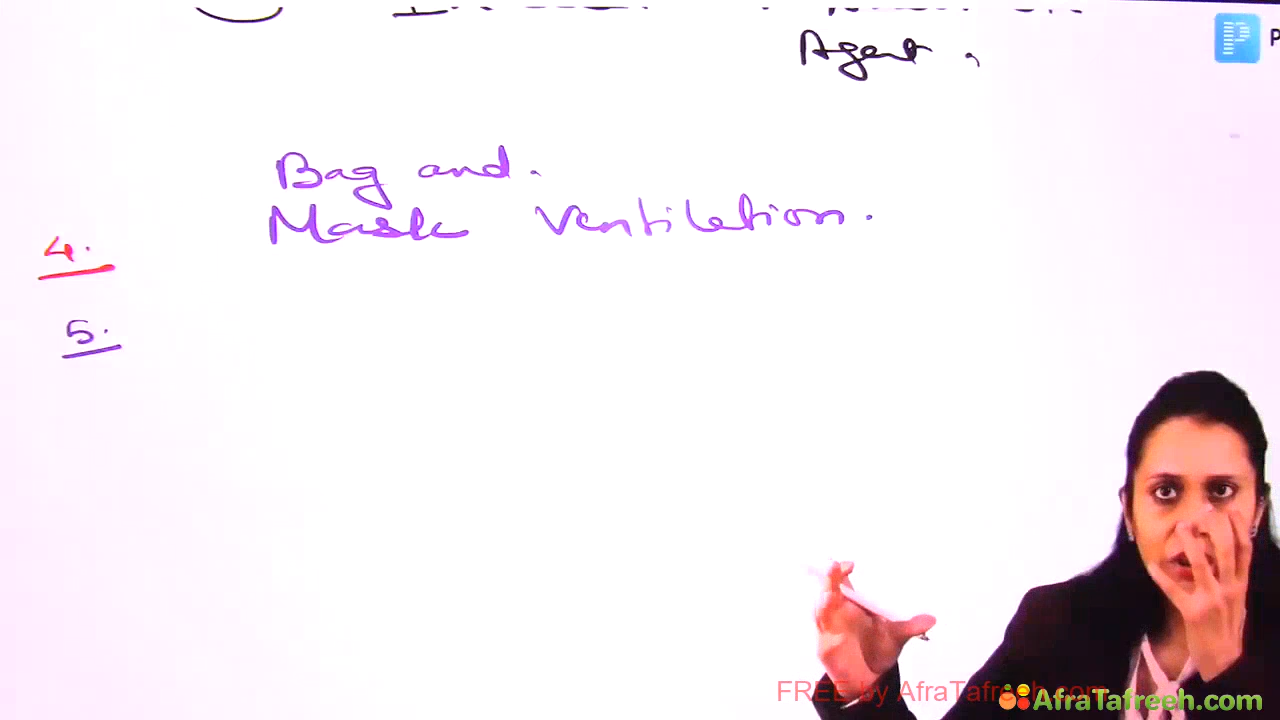 Agent,
P
Bag and.
Mask ventilation.
4.
5.
FREE by AfraTafreeh.com
AfraTafreeh.com